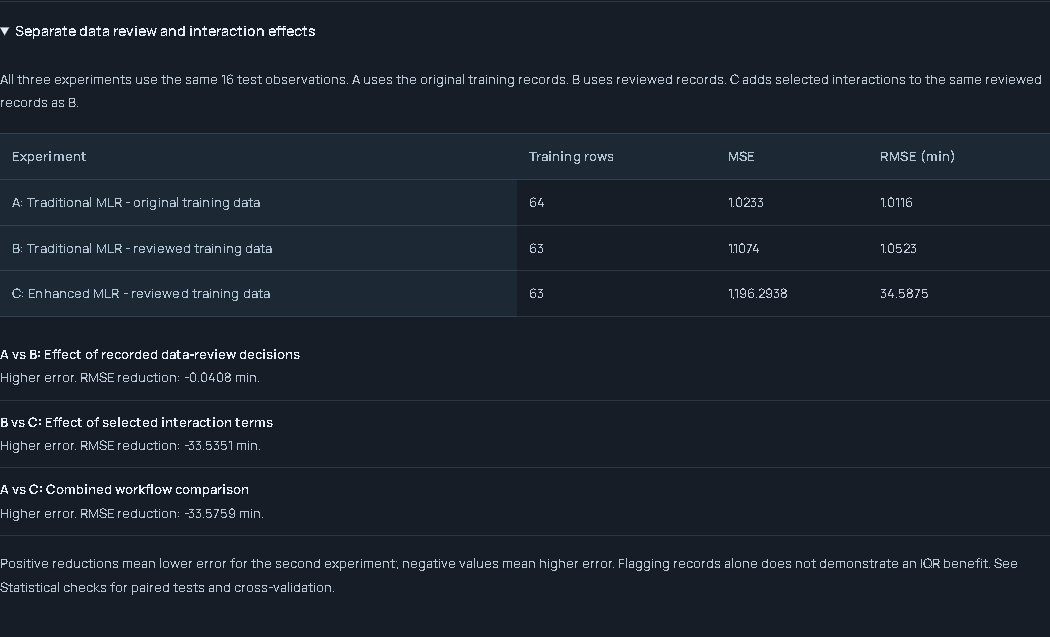 ▼ Separate data review and interaction effects
All three experiments use the same 16 test observations. A uses the original training records. B uses reviewed records. C adds selected interactions to the same reviewed
records as B.
Experiment Training rows MSE RMSE (min)
A: Traditional MLR - original training data 64 1.0233 1.0116
B: Traditional MLR - reviewed training data 63 1.1074 1.0523
C: Enhanced MLR - reviewed training data 63 1,196.2938 34.5875
A vs B: Effect of recorded data-review decisions
Higher error. RMSE reduction: -0.0408 min.
B vs C: Effect of selected interaction terms
Higher error. RMSE reduction: -33.5351 min.
A vs C: Combined workflow comparison
Higher error. RMSE reduction: -33.5759 min.
Positive reductions mean lower error for the second experiment; negative values mean higher error. Flagging records alone does not demonstrate an IQR benefit. See
Statistical checks for paired tests and cross-validation.